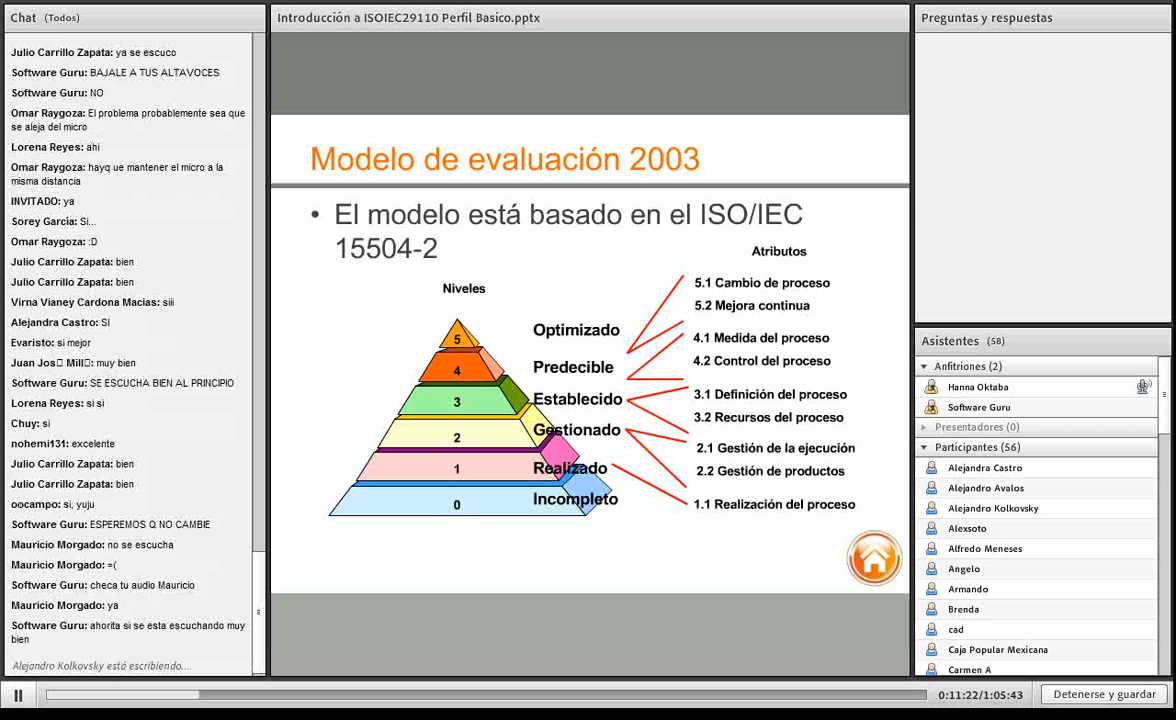 Chat (Todos)
Julio Carrillo Zapata: ya se escuco
Software Guru: BAJALE A TUS ALTAVOCES
Software Guru: NO
Omar Raygoza: El problema probablemente sea que
se aleja del micro
Lorena Reyes: ahi
Omar Raygoza: hayq ue mantener el micro a la
misma distancia
INVITADO: ya
Sorey García: Si...
Omar Raygoza: :D
Julio Carrillo Zapata: bien
Julio Carrillo Zapata: bien
Virna Vianey Cardona Macias: siii
Alejandra Castro: SI
Evaristo: si mejor
Juan Jos▯ Mill▯: muy bien
Software Guru: SE ESCUCHA BIEN AL PRINCIPIO
Lorena Reyes: si si
Chuy: si
nohemi131: excelente
Julio Carrillo Zapata: bien
Julio Carrillo Zapata: bien
oocampo: si, yuju
Software Guru: ESPEREMOS Q NO CAMBIE
Mauricio Morgado: no se escucha
Mauricio Morgado: =(
Software Guru: checa tu audio Mauricio
Mauricio Morgado: ya
Software Guru: ahorita si se esta escuchando muy
bien
Alejandro Kolkovsky está escribiendo....
Introducción a ISOIEC29110 Perfil Basico.pptx
Modelo de evaluación 2003
• El modelo está basado en el ISO/IEC
15504-2
Niveles
Atributos
5
4
3
2
1
0
Optimizado
Predecible
Establecido
Gestionado
Realizado
Incompleto
5.1 Cambio de proceso
5.2 Mejora continua
4.1 Medida del proceso
4.2 Control del proceso
3.1 Definición del proceso
3.2 Recursos del proceso
2.1 Gestión de la ejecución
2.2 Gestión de productos
1.1 Realización del proceso
Preguntas y respuestas
Asistentes (58)
Anfitriones (2)
Hanna Oktaba
Software Guru
Presentadores (0)
Participantes (56)
Alejandra Castro
Alejandro Avalos
Alejandro Kolkovsky
Alexsoto
Alfredo Meneses
Angelo
Armando
Brenda
cad
Caja Popular Mexicana
Carmen A
0:11:22/1:05:43
Detenerse y guardar